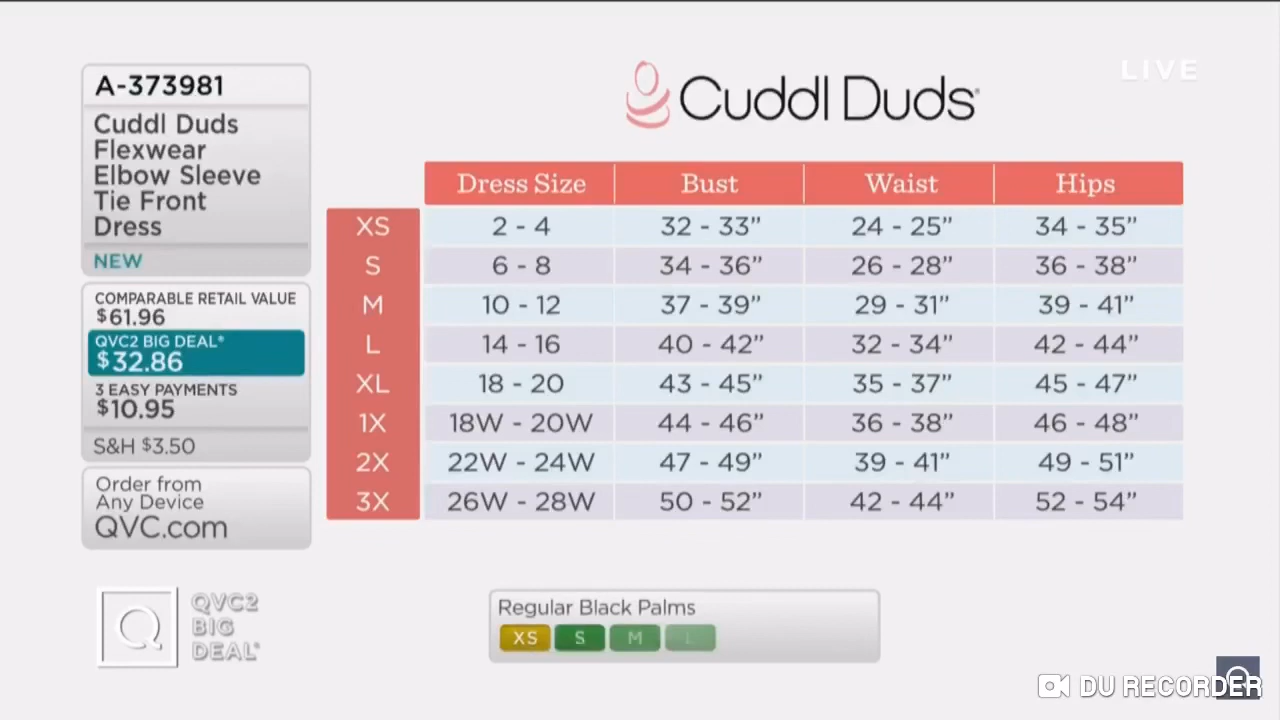 LIVE
A-373981
Cuddl Duds
Flexwear
Elbow Sleeve
Tie Front
Dress
NEW
COMPARABLE RETAIL VALUE
$61.96
QVC2 BIG DEAL®
$32.86
3 EASY PAYMENTS
$10.95
S&H $3.50
Order from
Any Device
QVC.com
Q
QVC2
BIG
DEAL®
Cuddl Duds®
Dress Size Bust Waist Hips
XS 2 - 4 32 - 33” 24 - 25” 34 - 35”
S 6 - 8 34 - 36” 26 - 28” 36 - 38”
M 10 - 12 37 - 39” 29 - 31” 39 - 41”
L 14 - 16 40 - 42” 32 - 34” 42 - 44”
XL 18 - 20 43 - 45” 35 - 37” 45 - 47”
1X 18W - 20W 44 - 46” 36 - 38” 46 - 48”
2X 22W - 24W 47 - 49” 39 - 41” 49 - 51”
3X 26W - 28W 50 - 52” 42 - 44” 52 - 54”
Regular Black Palms
XS S M L
DU RECORDER